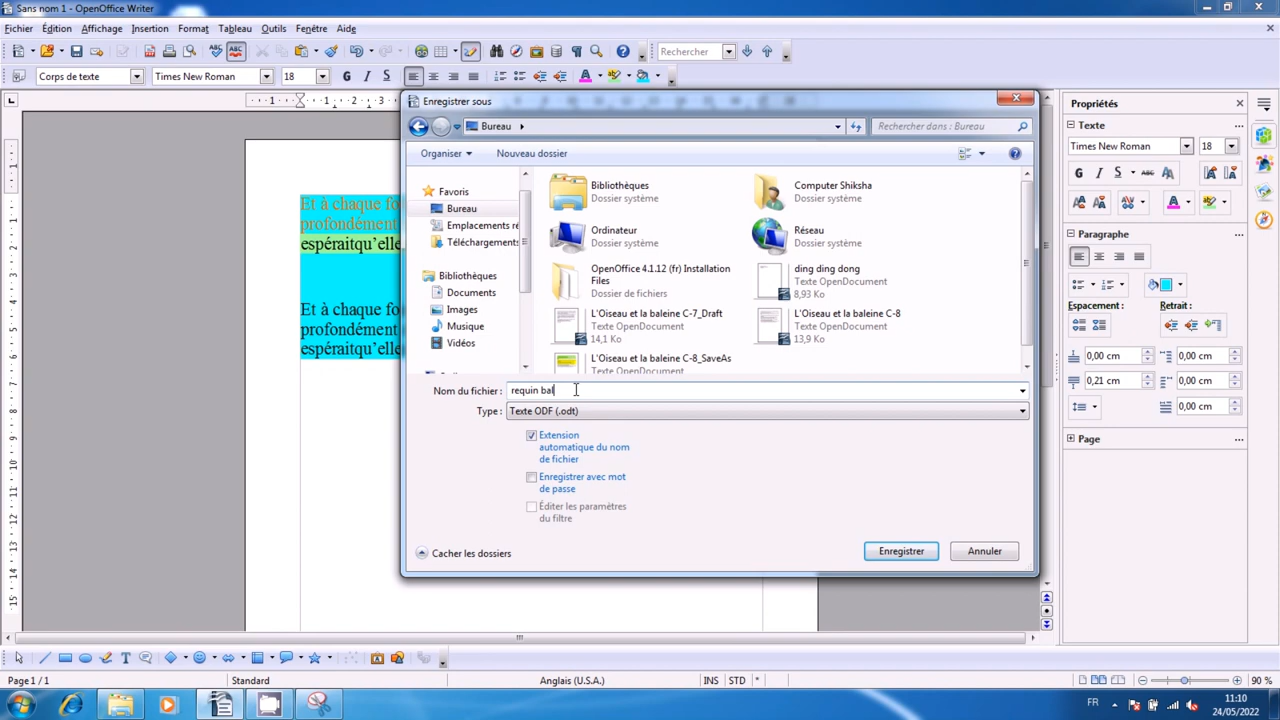 Sans nom 1 - OpenOffice Writer
Fichier Édition Affichage Insertion Format Tableau Outils Fenêtre Aide
Rechercher
Corps de texte Times New Roman 18 G I S
Enregistrer sous
Bureau
Rechercher dans : Bureau
Organiser Nouveau dossier
Favoris
Bureau
Emplacements ré
Téléchargements
Bibliothèques
Documents
Images
Musique
Vidéos
Bibliothèques
Dossier système
Computer Shiksha
Dossier système
Ordinateur
Dossier système
Réseau
Dossier système
OpenOffice 4.1.12 (fr) Installation
Files
Dossier de fichiers
ding ding dong
Texte OpenDocument
8,93 Ko
L'Oiseau et la baleine C-7_Draft
Texte OpenDocument
14,1 Ko
L'Oiseau et la baleine C-8
Texte OpenDocument
13,9 Ko
L'Oiseau et la baleine C-8_SaveAs
Texte OpenDocument
Nom du fichier : requin bal
Type : Texte ODF (.odt)
Extension
automatique du nom
de fichier
Enregistrer avec mot
de passe
Éditer les paramètres
du filtre
Cacher les dossiers
Enregistrer Annuler
Et à chaque fo
profondément
espéraitqu'elle
Et à chaque fo
profondément
espéraitqu'elle
Propriétés
Texte
Times New Roman 18
G I S
Paragraphe
Espacement : Retrait :
0,00 cm 0,00 cm
0,21 cm 0,00 cm
0,00 cm
Page
Page 1 / 1 Standard Anglais (U.S.A.) INS STD * 90 %
FR
11:10
24/05/2022